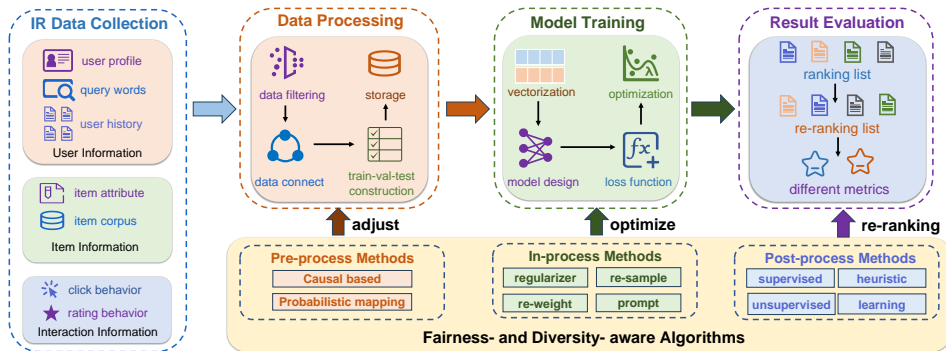 IR Data Collection
user profile
query words
user history
User Information
item attribute
item corpus
Item Information
click behavior
rating behavior
Interaction Information
Data Processing
data filtering
storage
data connect
train-val-test
construction
Model Training
vectorization
optimization
λ
model design
fx
loss function
Result Evaluation
ranking list
re-ranking list
different metrics
adjust
optimize
re-ranking
Pre-process Methods
Causal based
Probabilistic mapping
In-process Methods
regularizer
re-sample
re-weight
prompt
Post-process Methods
supervised
heuristic
unsupervised
learning
Fairness- and Diversity- aware Algorithms